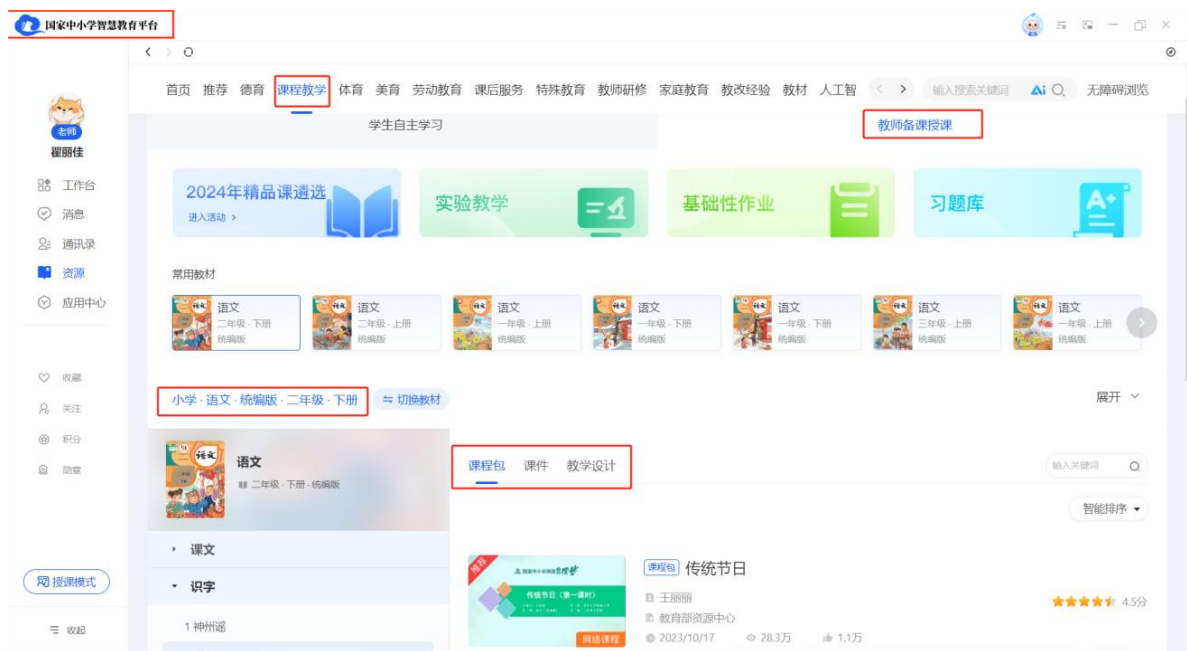 国家中小学智慧教育平台
首页 推荐 德育 课程教学 体育 美育 劳动教育 课后服务 特殊教育 教师研修 家庭教育 教改经验 教材 人工智 输入搜索关键词 Ai 无障碍浏览
老师
翟丽佳
工作台
消息
通讯录
资源
应用中心
收藏
关注
积分
勋章
授课模式
收起
学生自主学习 教师备课授课
2024年精品课遴选
进入活动 >
实验教学
基础性作业
习题库
A+
常用教材
语文
二年级 · 下册
统编版
语文
二年级 · 上册
统编版
语文
一年级 · 上册
统编版
语文
一年级 · 下册
统编版
语文
一年级 · 下册
统编版
语文
三年级 · 上册
统编版
语文
一年级 · 上册
统编版
小学 · 语文 · 统编版 · 二年级 · 下册 切换教材 展开
语文
语文
二年级 · 下册 · 统编版
课文
识字
1 神州谣
课程包 课件 教学设计 输入关键词
智能排序
推荐
传统节日（第一课时）
网络课程
课程包 传统节日
王丽丽
教育部资源中心
2023/10/17 28.3万 1.1万
4.5分